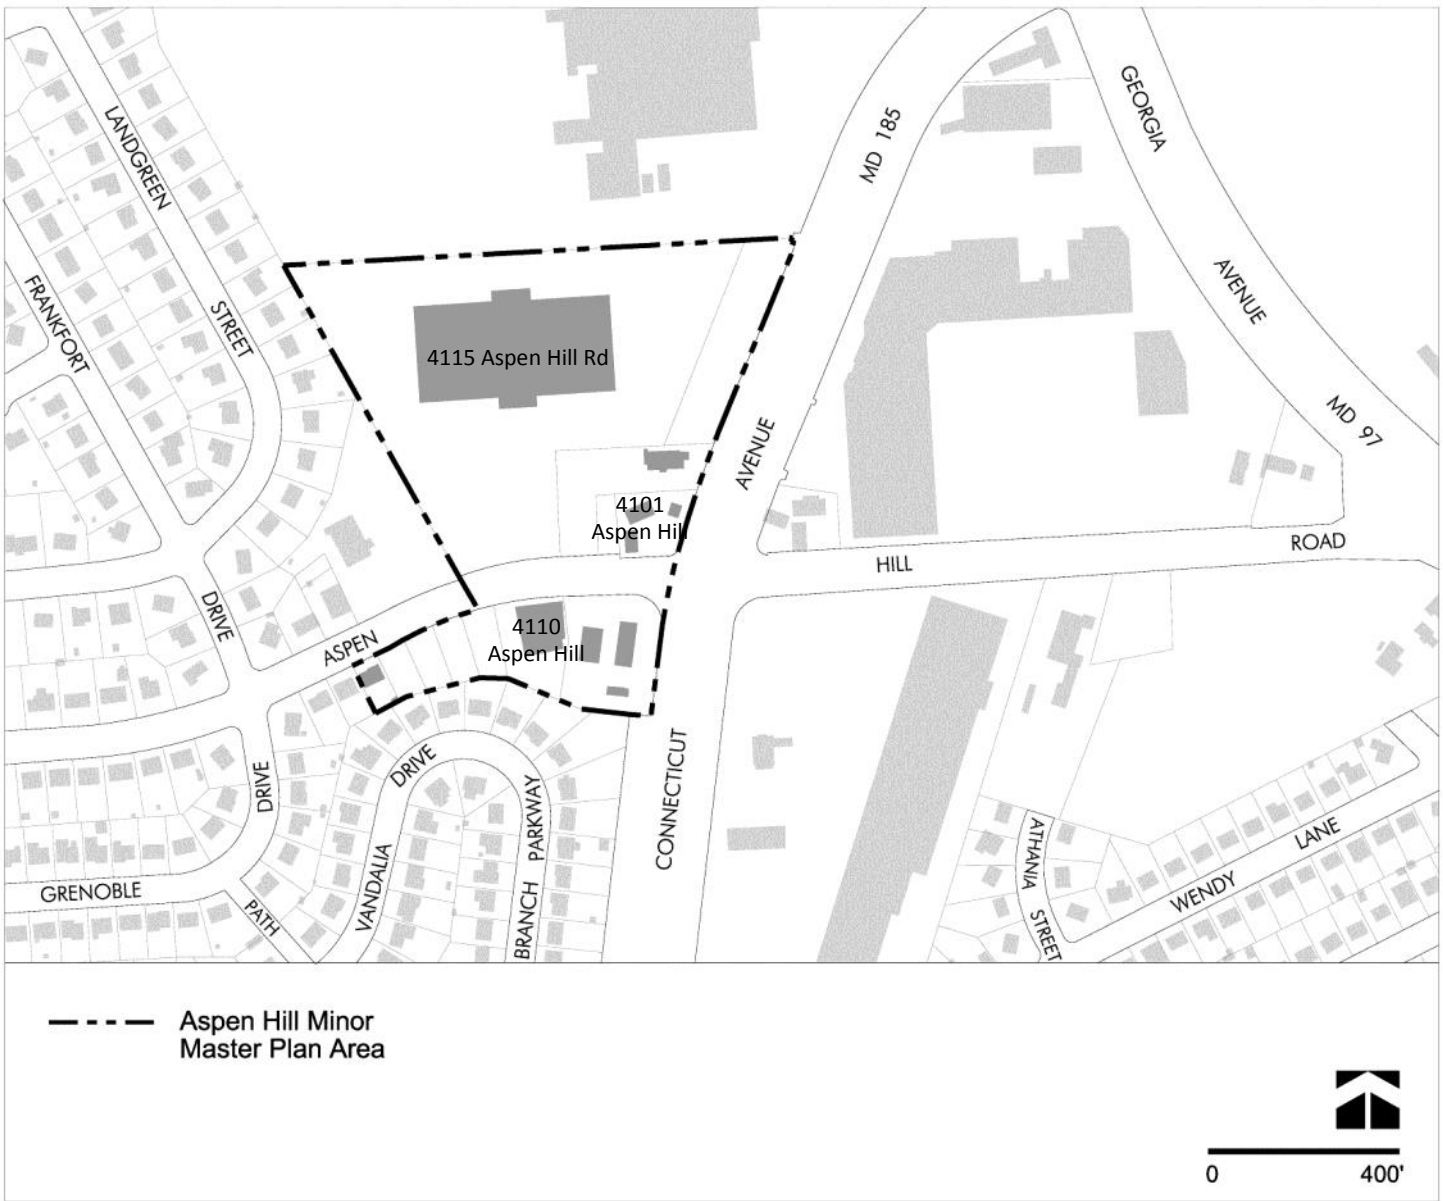 LANDGREEN
STREET
FRANKFORT
DRIVE
GEORGIA
AVENUE
MD 97
MD 185
AVENUE
4115 Aspen Hill Rd
4101
Aspen Hill
4110
Aspen Hill
ASPEN
HILL
ROAD
CONNECTICUT
DRIVE
GRENOBLE
PATH
VANDALIA
DRIVE
BRANCH PARKWAY
ATHANIA
STREET
WENDY
LANE
Aspen Hill Minor
Master Plan Area
0 400'